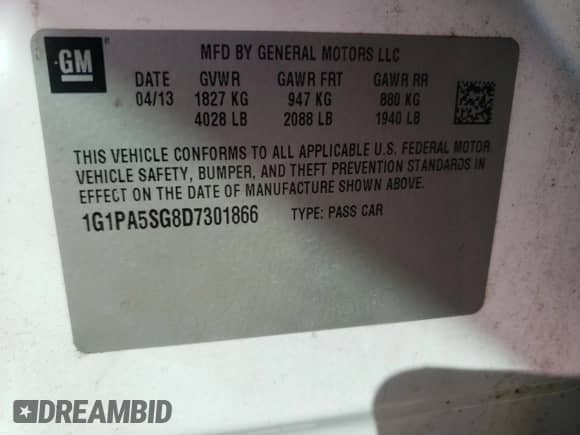 GM
MFD BY GENERAL MOTORS LLC
DATE GVWR GAWR FRT GAWR RR
04/13 1827 KG 947 KG 880 KG
4028 LB 2088 LB 1940 LB
THIS VEHICLE CONFORMS TO ALL APPLICABLE U.S. FEDERAL MOTOR
VEHICLE SAFETY, BUMPER, AND THEFT PREVENTION STANDARDS IN
EFFECT ON THE DATE OF MANUFACTURE SHOWN ABOVE.
1G1PA5SG8D7301866 TYPE: PASS CAR
DREAMBID